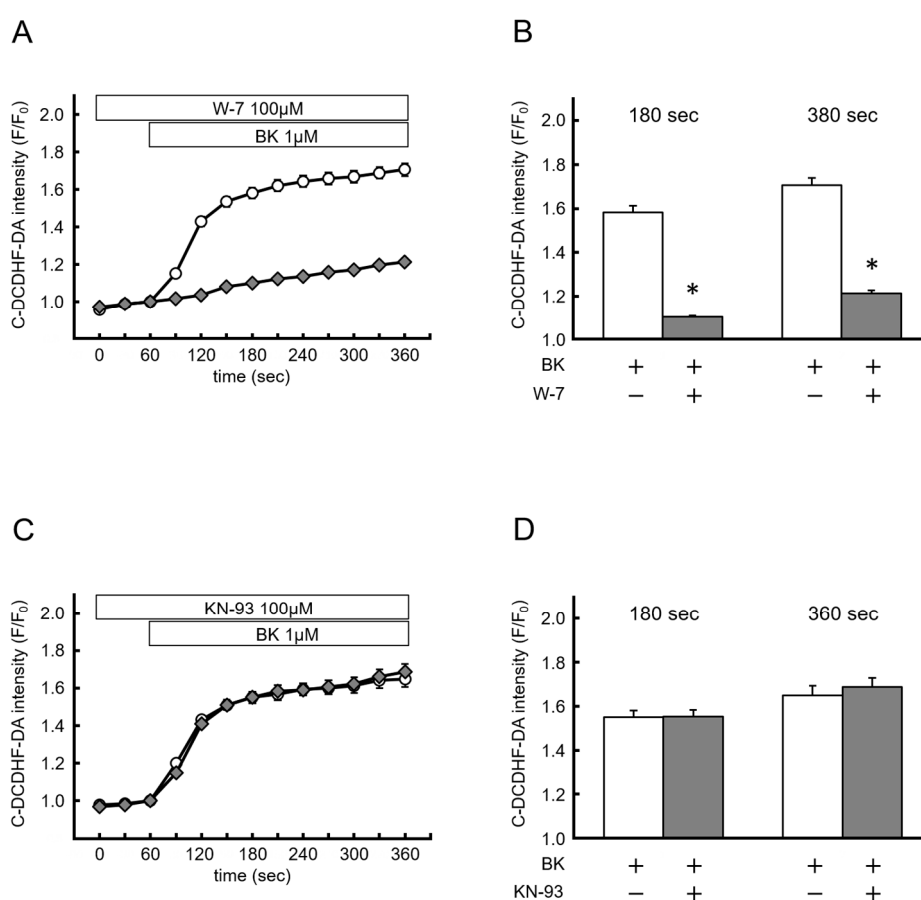 A
C-DCDHF-DA intensity (F/F₀)
2.0
1.8
1.6
1.4
1.2
1.0
W-7 100μM
BK 1μM
0 60 120 180 240 300 360
time (sec)
B
C-DCDHF-DA intensity (F/F₀)
2.0
1.8
1.6
1.4
1.2
1.0
180 sec 380 sec
* *
BK + + + +
W-7 − + − +
C
C-DCDHF-DA intensity (F/F₀)
2.0
1.8
1.6
1.4
1.2
1.0
KN-93 100μM
BK 1μM
0 60 120 180 240 300 360
time (sec)
D
C-DCDHF-DA intensity (F/F₀)
2.0
1.8
1.6
1.4
1.2
1.0
180 sec 360 sec
BK + + + +
KN-93 − + − +